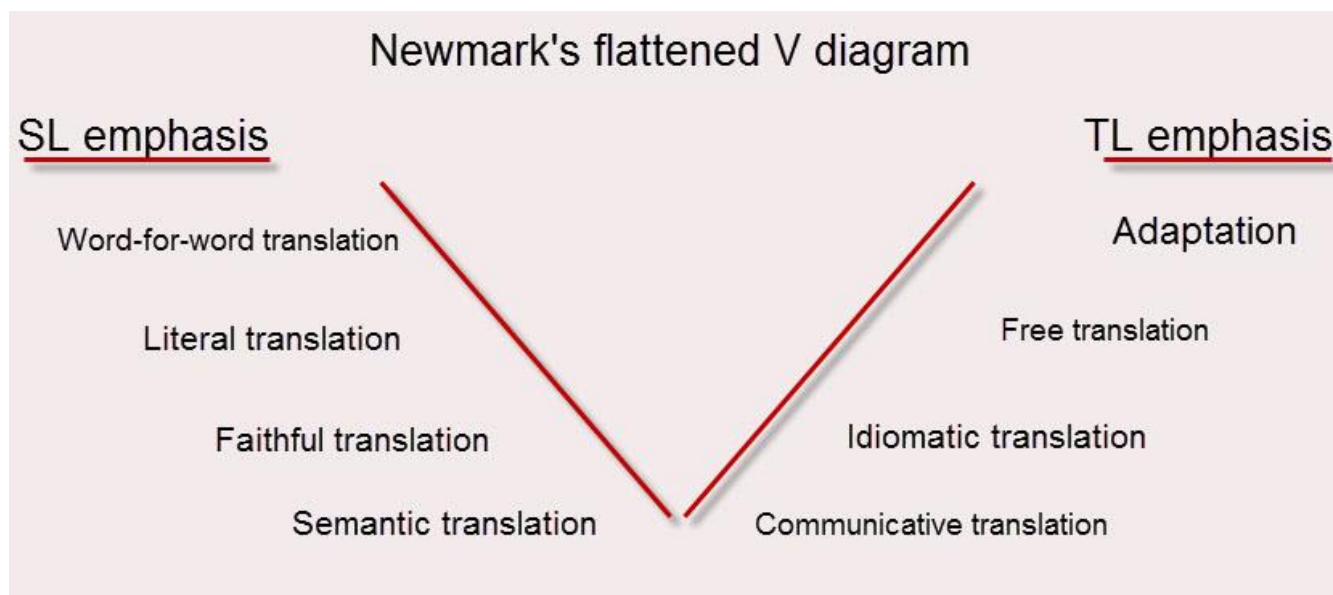 Newmark's flattened V diagram
SL emphasis
TL emphasis
Word-for-word translation
Adaptation
Literal translation
Free translation
Faithful translation
Idiomatic translation
Semantic translation
Communicative translation